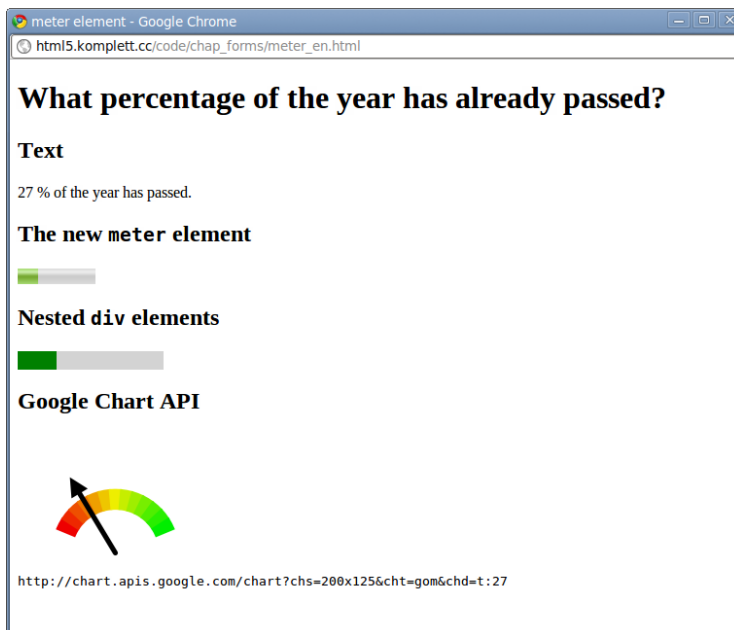 meter element - Google Chrome
html5.komplett.cc/code/chap_forms/meter_en.html
What percentage of the year has already passed?
Text
27 % of the year has passed.
The new meter element
Nested div elements
Google Chart API
http://chart.apis.google.com/chart?chs=200x125&cht=gom&chd=t:27